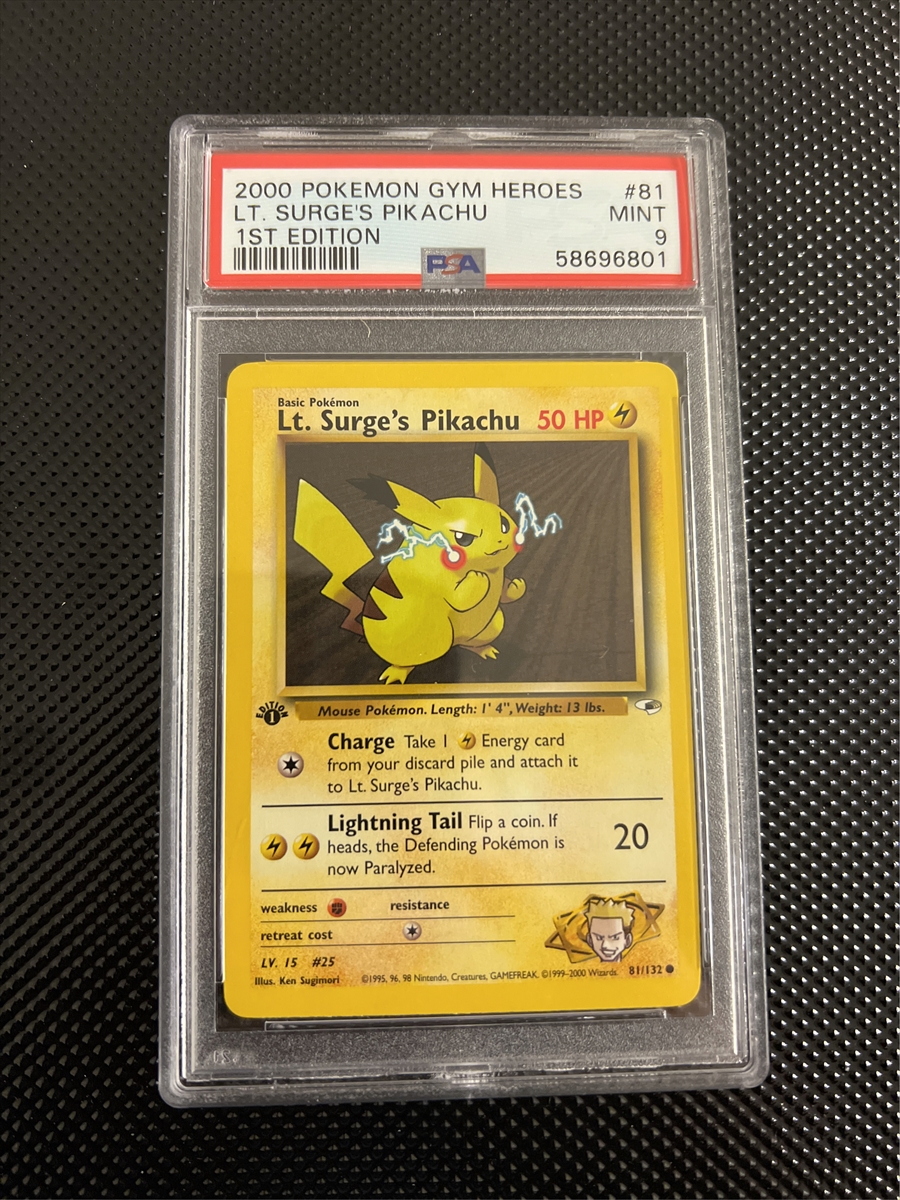 2000 POKEMON GYM HEROES #81
LT. SURGE'S PIKACHU MINT
1ST EDITION 9
PSA 58696801
Basic Pokémon
Lt. Surge's Pikachu 50 HP
EDITION
1
Mouse Pokémon. Length: 1' 4", Weight: 13 lbs.
Charge Take 1 Energy card
from your discard pile and attach it
to Lt. Surge's Pikachu.
Lightning Tail Flip a coin. If
heads, the Defending Pokémon is
now Paralyzed.
20
weakness resistance
retreat cost
LV. 15 #25
Illus. Ken Sugimori ©1995, 96, 98 Nintendo, Creatures, GAMEFREAK. ©1999-2000 Wizards. 81/132